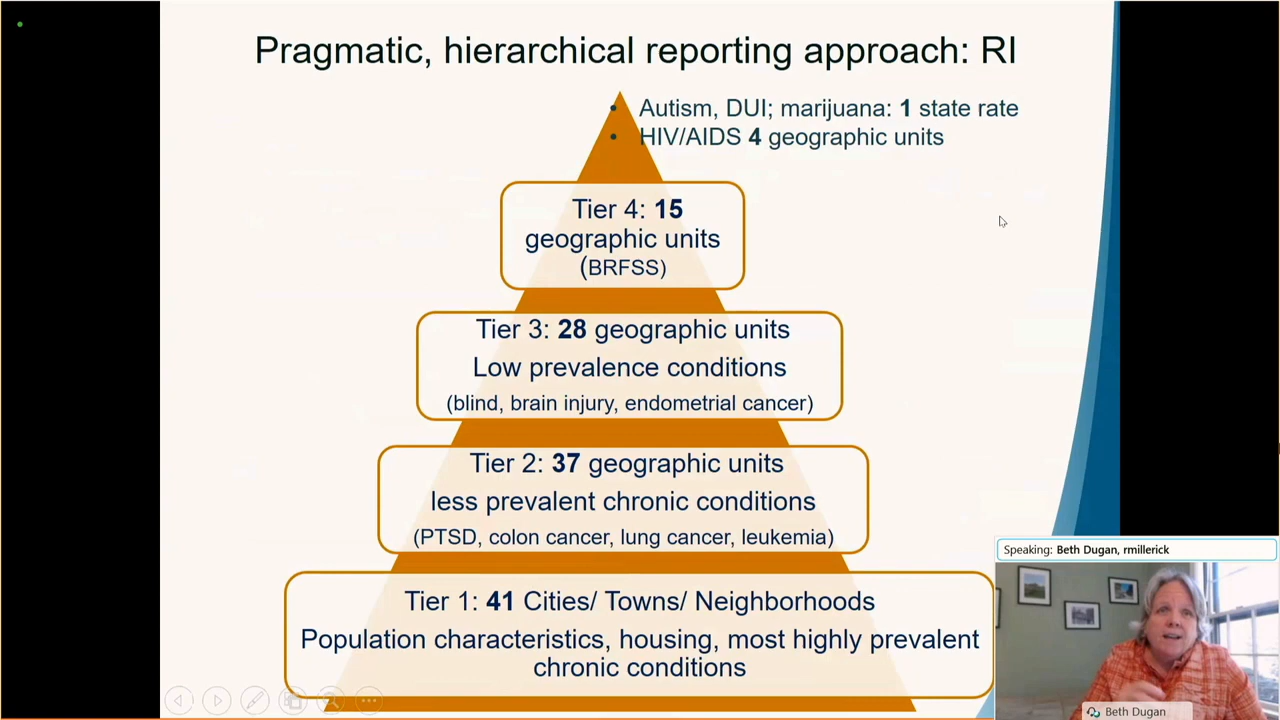 Pragmatic, hierarchical reporting approach: RI
• Autism, DUI; marijuana: 1 state rate
• HIV/AIDS 4 geographic units
Tier 4: 15
geographic units
(BRFSS)
Tier 3: 28 geographic units
Low prevalence conditions
(blind, brain injury, endometrial cancer)
Tier 2: 37 geographic units
less prevalent chronic conditions
(PTSD, colon cancer, lung cancer, leukemia)
Tier 1: 41 Cities/ Towns/ Neighborhoods
Population characteristics, housing, most highly prevalent
chronic conditions
Speaking: Beth Dugan, rmillerick
Beth Dugan